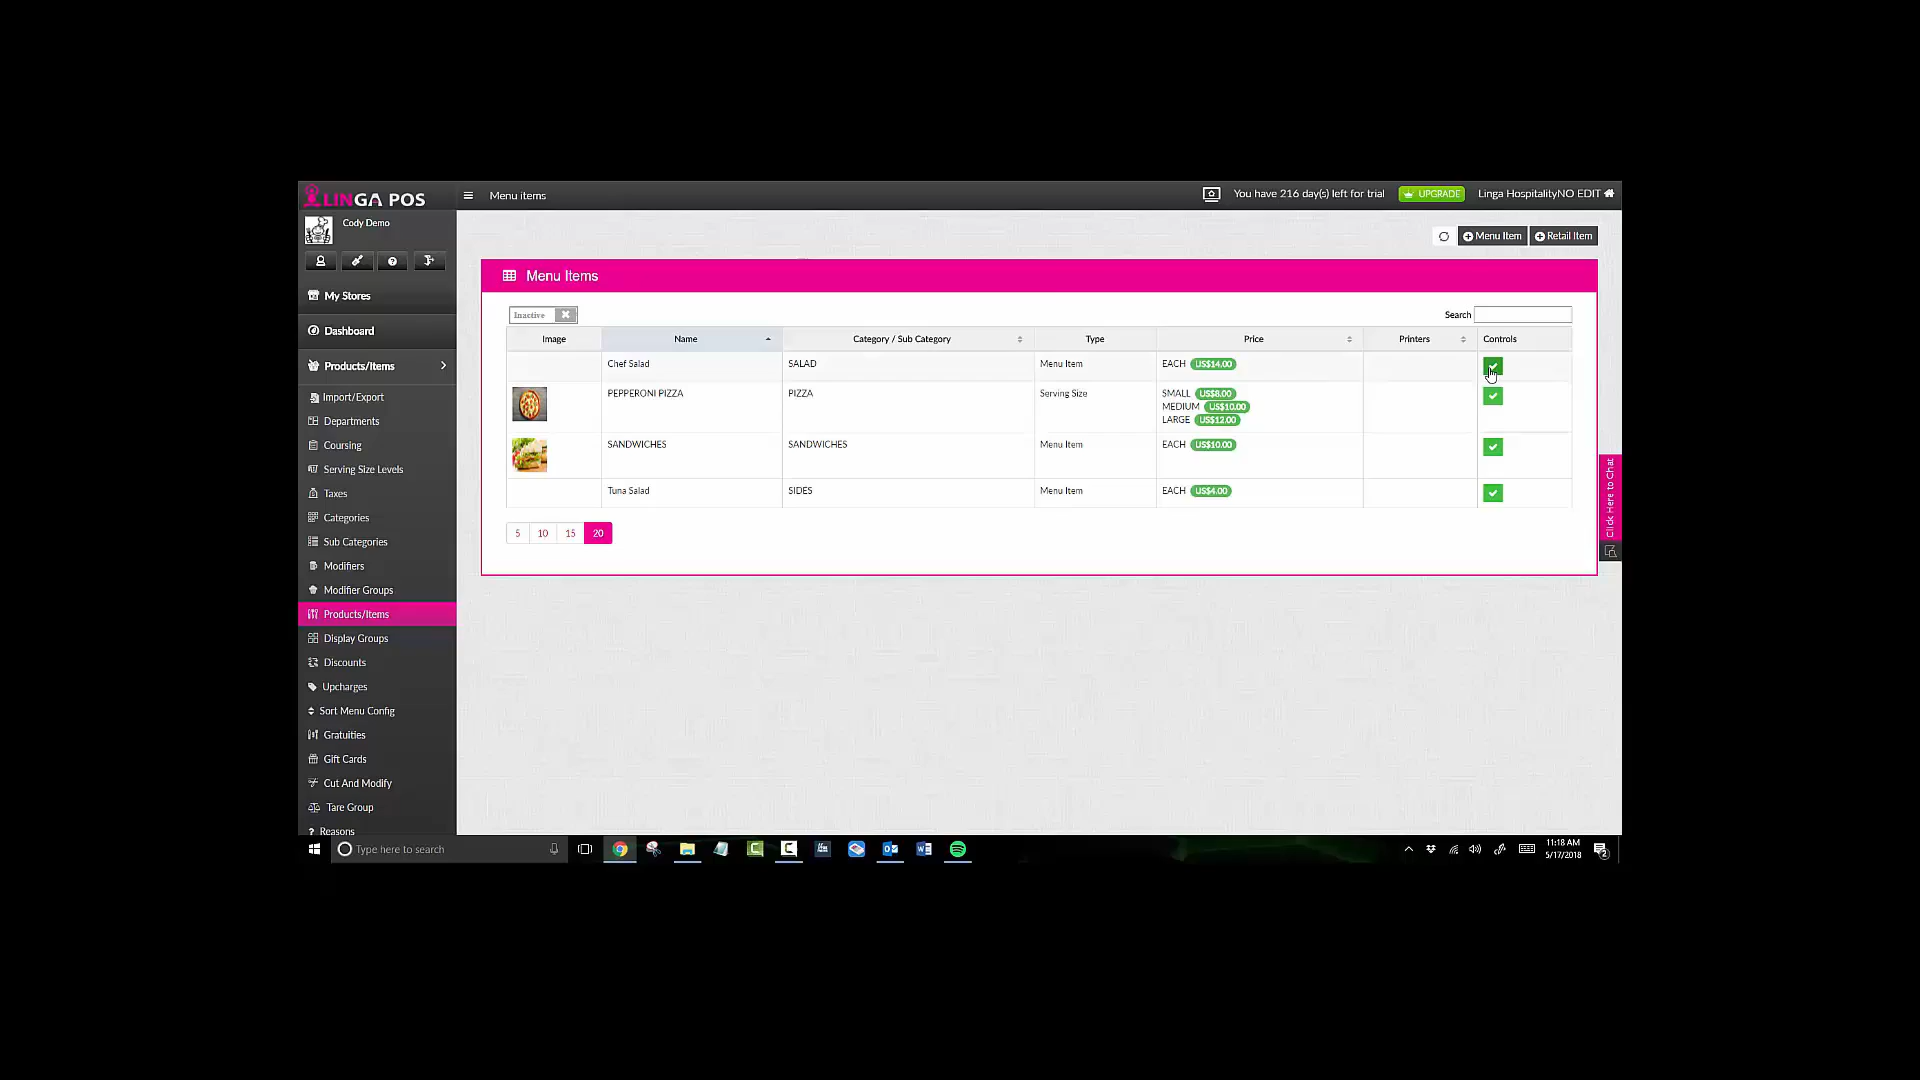 LINGA POS
Menu items
You have 216 day(s) left for trial
UPGRADE
Linga HospitalityNO EDIT
Cody Demo
Menu Item
Retail Item
My Stores
Dashboard
Products/Items
Import/Export
Departments
Coursing
Serving Size Levels
Taxes
Categories
Sub Categories
Modifiers
Modifier Groups
Products/Items
Display Groups
Discounts
Upcharges
Sort Menu Config
Gratuities
Gift Cards
Cut And Modify
Tare Group
Reasons
Menu Items
Inactive
Search
Image Name Category / Sub Category Type Price Printers Controls
Chef Salad SALAD Menu Item EACH US$14.00
PEPPERONI PIZZA PIZZA Serving Size SMALL US$8.00
MEDIUM US$10.00
LARGE US$12.00
SANDWICHES SANDWICHES Menu Item EACH US$10.00
Tuna Salad SIDES Menu Item EACH US$4.00
5 10 15 20
Click Here to Chat
Type here to search
11:18 AM
5/17/2018
2